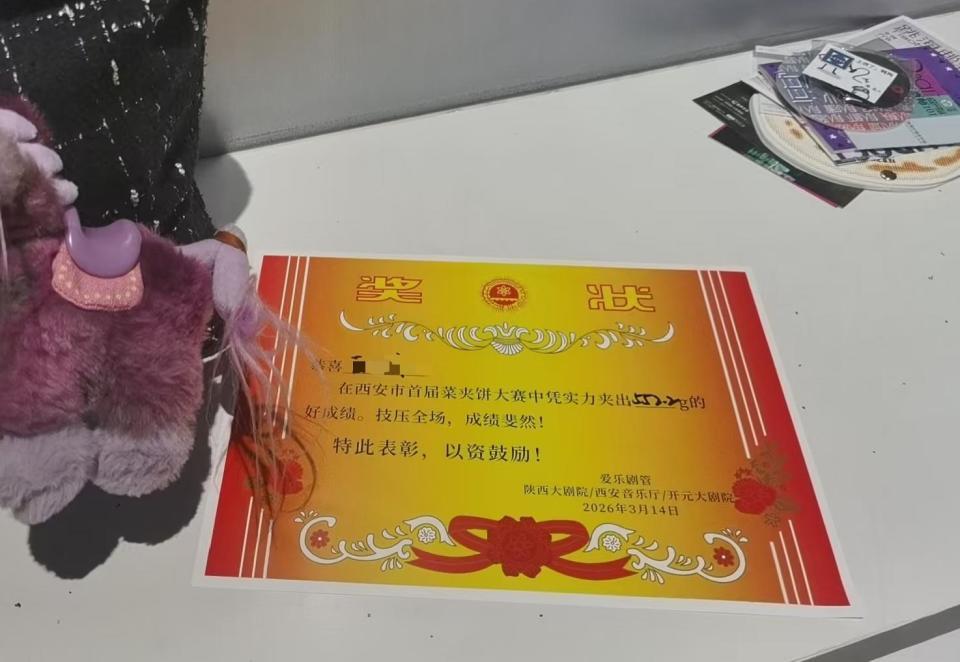 奖 状
恭喜
在西安市首届菜夹饼大赛中凭实力夹出g的
好成绩。技压全场，成绩斐然！
特此表彰，以资鼓励！
爱乐剧管
陕西大剧院/西安音乐厅/开元大剧院
2026年3月14日